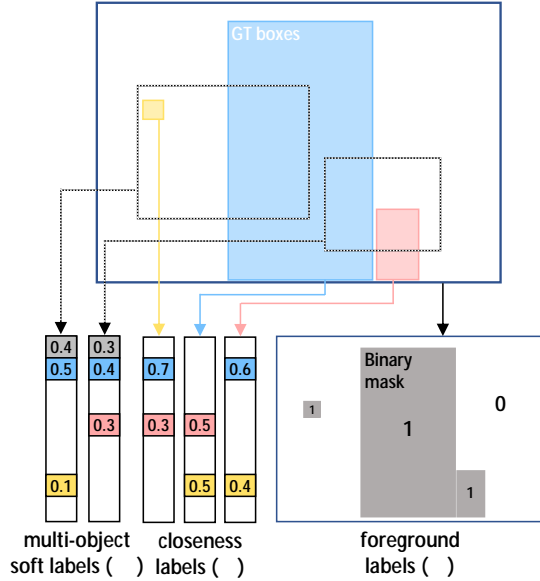 GT boxes
0.4 0.3
0.5 0.4 0.7 0.6
0.3 0.3 0.5
0.1 0.5 0.4
Binary
mask
1
1
0
1
multi-object
soft labels (    )
closeness
labels (    )
foreground
labels (    )